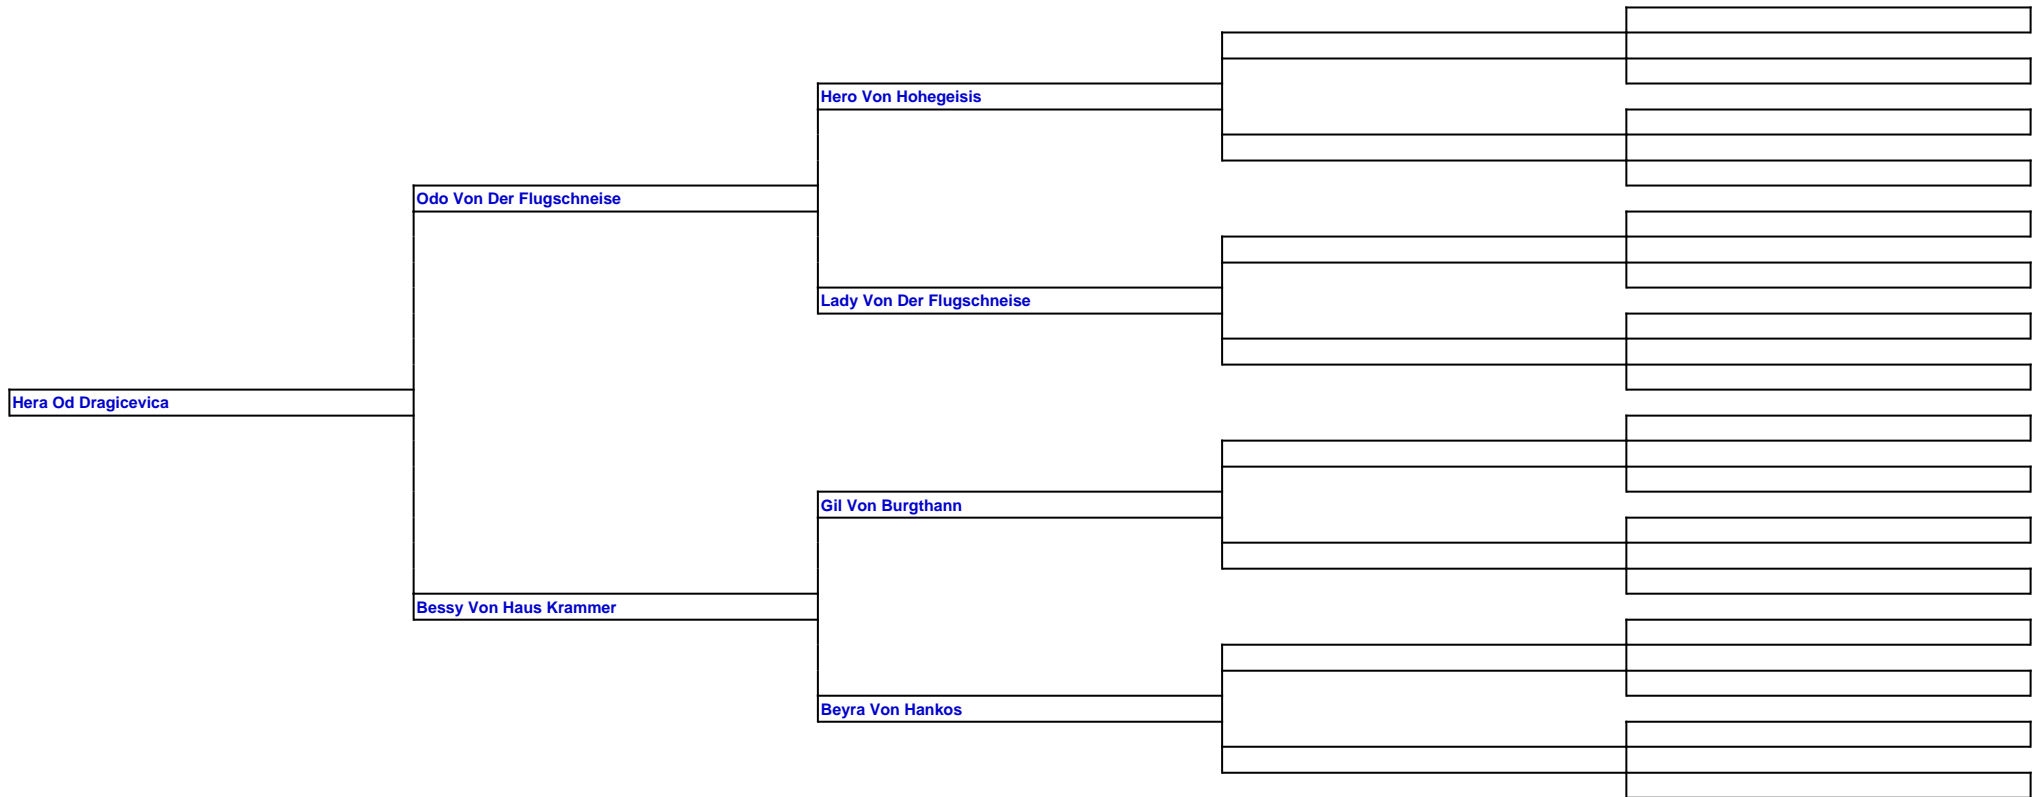 Hero Von Hohegeisis
Odo Von Der Flugschneise
Lady Von Der Flugschneise
Hera Od Dragicevica
Gil Von Burgthann
Bessy Von Haus Krammer
Beyra Von Hankos